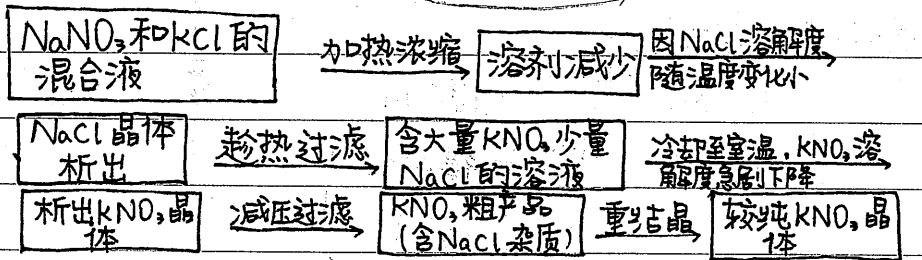 NaNO₃和KCl的混合液 加热浓缩 溶剂减少 因NaCl溶解度随温度变化小
NaCl晶体析出 趁热过滤 含大量KNO₃少量NaCl的溶液 冷却至室温，KNO₃溶解度急剧下降
析出KNO₃晶体 减压过滤 KNO₃粗产品(含NaCl杂质) 重结晶 较纯KNO₃晶体